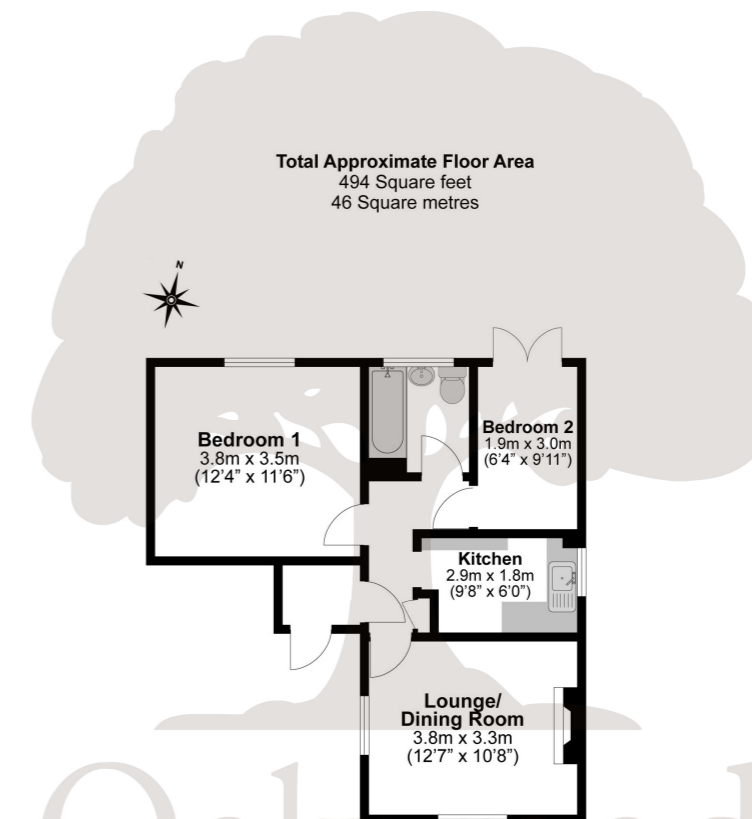 Total Approximate Floor Area
494 Square feet
46 Square metres
N
Bedroom 1
3.8m x 3.5m
(12'4" x 11'6")
Bedroom 2
1.9m x 3.0m
(6'4" x 9'11")
Kitchen
2.9m x 1.8m
(9'8" x 6'0")
Lounge/
Dining Room
3.8m x 3.3m
(12'7" x 10'8")